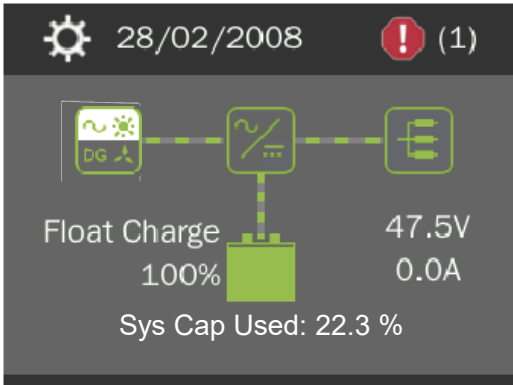 28/02/2008 ! (1)
DG
Float Charge 47.5V
100% 0.0A
Sys Cap Used: 22.3 %